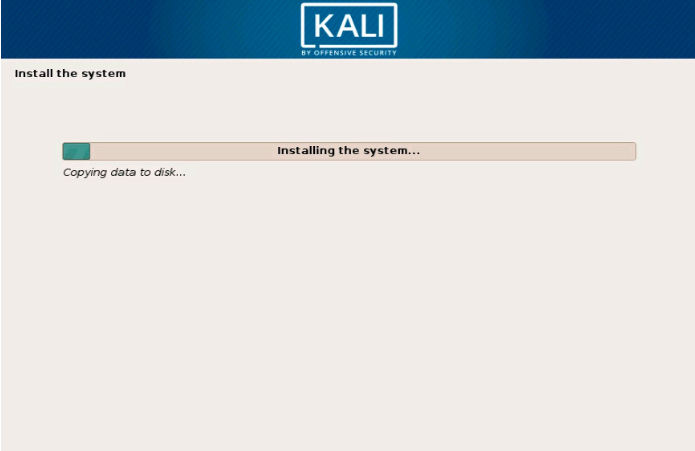 KALI
BY OFFENSIVE SECURITY
Install the system
Installing the system...
Copying data to disk...